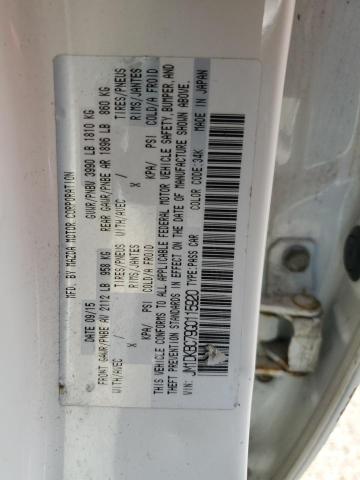 MFD. BY MAZDA MOTOR CORPORATION
DATE 09/15 GVWR/PNBV 3990 LB 1810 KG
FRONT GAWR/PNBE AV 2112 LB 958 KG REAR GAWR/PNBE AR 1896 LB 860 KG
WITH/AVEC TIRES/PNEUS WITH/AVEC TIRES/PNEUS
X RIMS/JANTES X RIMS/JANTES
KPA/ PSI COLD/A FROID KPA/ PSI COLD/A FROID
THIS VEHICLE CONFORMS TO ALL APPLICABLE FEDERAL MOTOR VEHICLE SAFETY, BUMPER, AND
THEFT PREVENTION STANDARDS IN EFFECT ON THE DATE OF MANUFACTURE SHOWN ABOVE.
VIN: JM1DKBC79G0115920 TYPE:PASS CAR COLOR CODE:34K MADE IN JAPAN